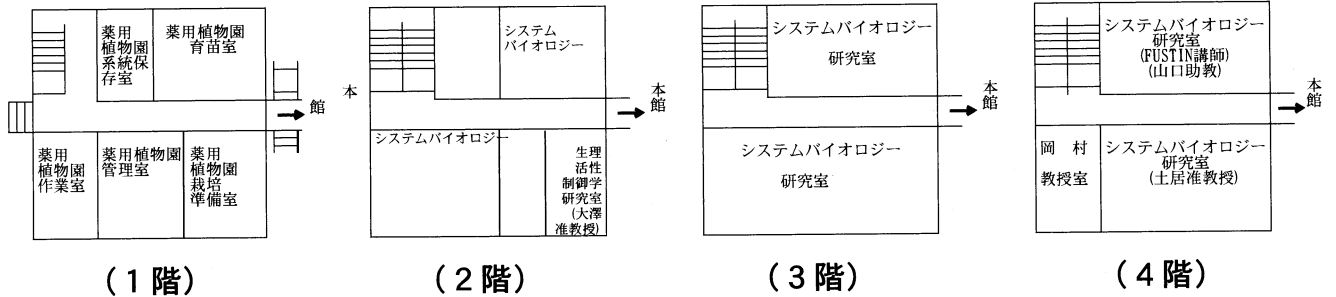 薬用
植物園
系統保
存室
薬用植物園
育苗室
館
薬用
植物園
作業室
薬用植物園
管理室
薬用
植物園
栽培
準備室
(1階)
システム
バイオロジー
本
本
館
システムバイオロジー
生理
活性
制御学
研究室
(大澤
准教授)
(2階)
システムバイオロジー
研究室
本
館
システムバイオロジー
研究室
(3階)
システムバイオロジー
研究室
(FUSTIN講師)
(山口助教)
本
館
岡村
教授室
システムバイオロジー
研究室
(土居准教授)
(4階)